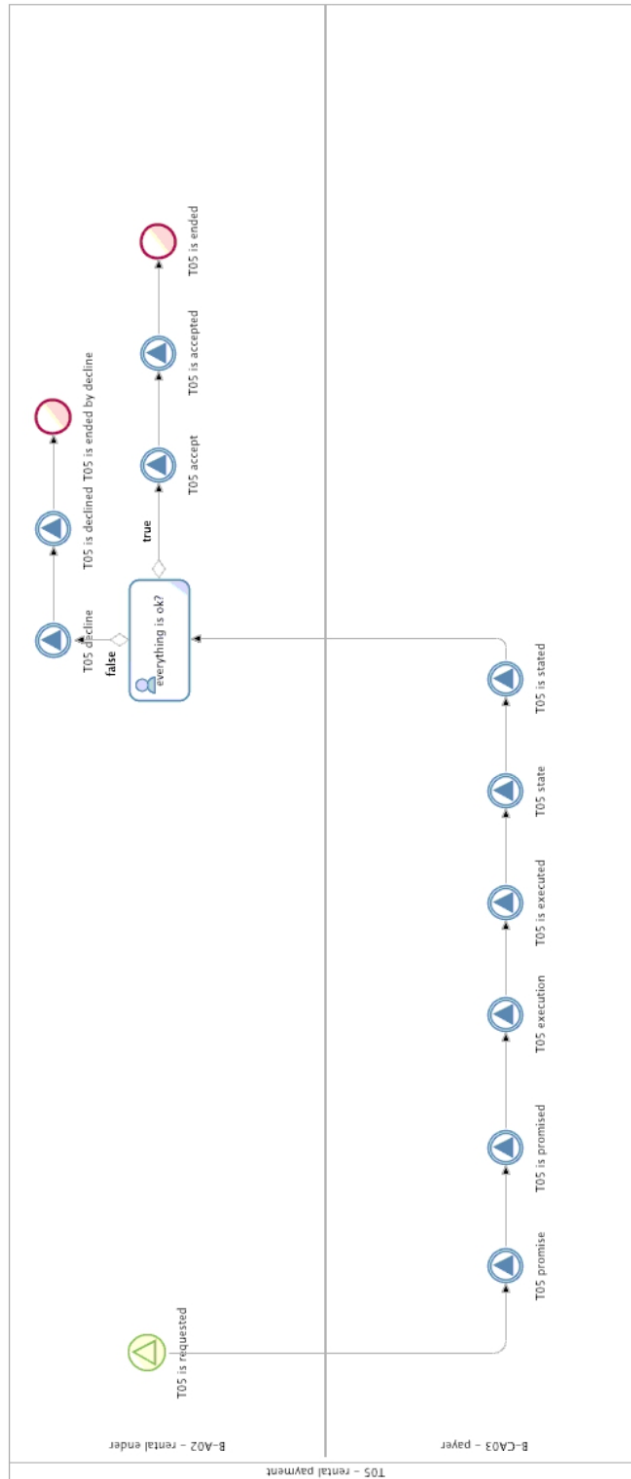 T05 - rental payment
B-A02 - rental ender
B-CA03 - payer
T05 is requested
T05 promise
T05 is promised
T05 execution
T05 is executed
T05 state
T05 is stated
everything is ok?
false
T05 decline
T05 is declined
T05 is ended by decline
true
T05 accept
T05 is accepted
T05 is ended